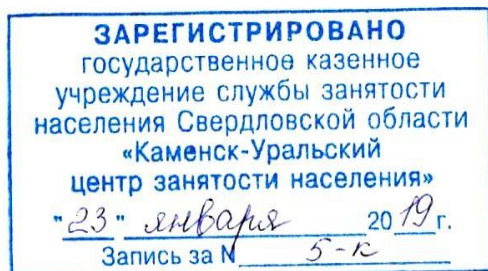 ЗАРЕГИСТРИРОВАНО
государственное казенное
учреждение службы занятости
населения Свердловской области
«Каменск-Уральский
центр занятости населения»
"23" января 2019 г.
Запись за N 5-к